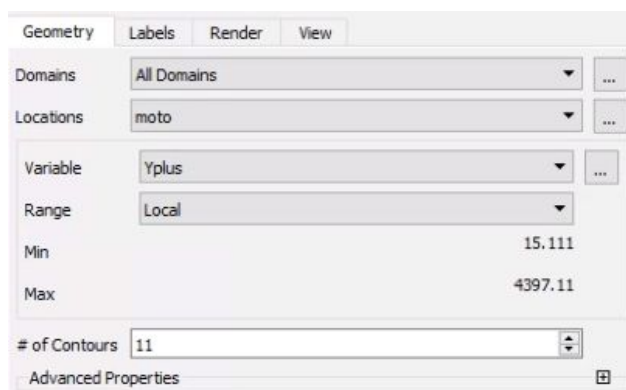 Geometry Labels Render View
Domains All Domains ...
Locations moto ...
Variable Yplus ...
Range Local
Min 15.111
Max 4397.11
# of Contours 11
Advanced Properties